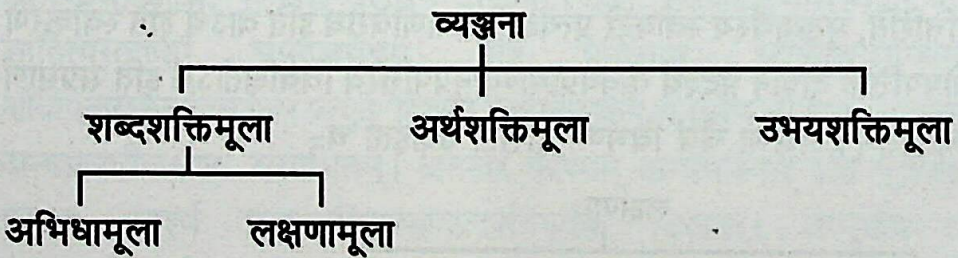 व्यञ्जना
शब्दशक्तिमूला अर्थशक्तिमूला उभयशक्तिमूला
अभिधामूला लक्षणामूला